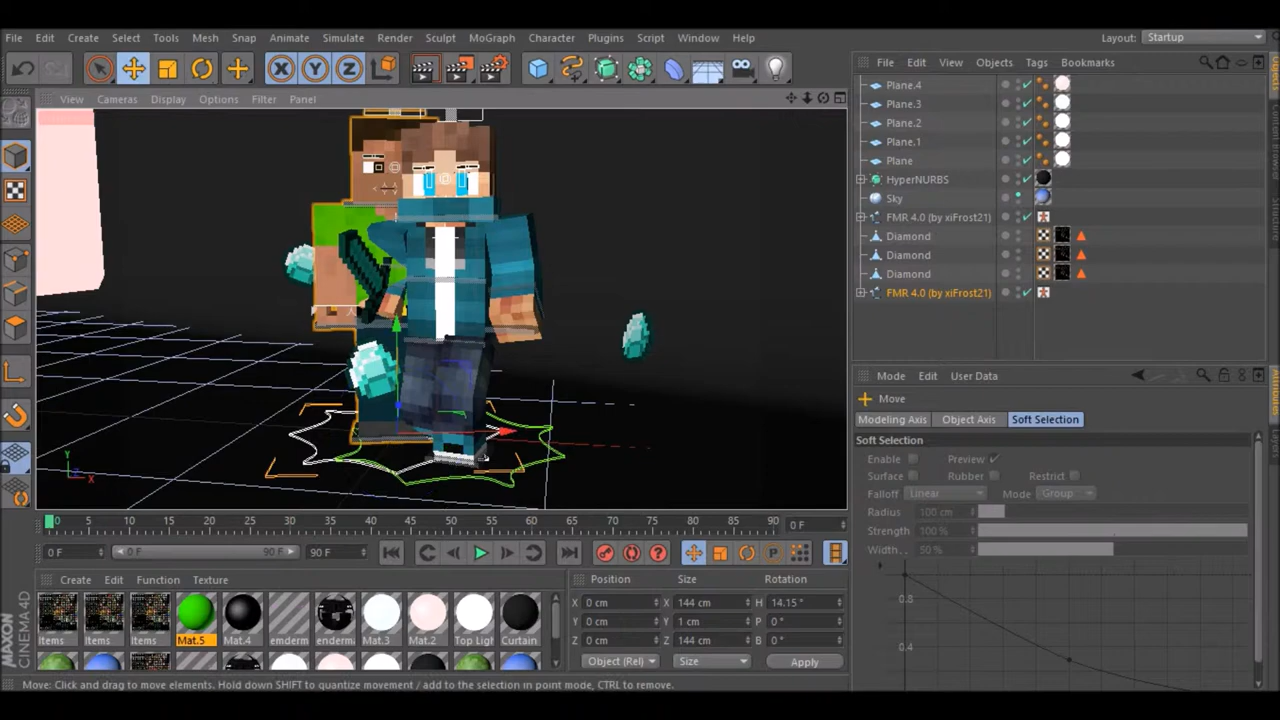 File Edit Create Select Tools Mesh Snap Animate Simulate Render Sculpt MoGraph Character Plugins Script Window Help Layout: Startup
X Y Z
File Edit View Objects Tags Bookmarks
View Cameras Display Options Filter Panel
Plane.4
Plane.3
Plane.2
Plane.1
Plane
HyperNURBS
Sky
FMR 4.0 (by xiFrost21)
Diamond
Diamond
Diamond
FMR 4.0 (by xiFrost21)
Mode Edit User Data
Move
Modeling Axis Object Axis Soft Selection
Soft Selection
Enable Preview
Surface Rubber Restrict
Falloff Linear Mode Group
Radius 100 cm
Strength 100 %
Width . . 50 %
0.8
0.4
Y
Z X
0 5 10 15 20 25 30 35 40 45 50 55 60 65 70 75 80 85 90 0 F
0 F 0 F 90 F 90 F
P
Create Edit Function Texture
Items Items Items Mat.5 Mat.4 emderm enderma Mat.3 Mat.2 Top Ligh Curtain
Position Size Rotation
X 0 cm X 144 cm H 14.15 °
Y 0 cm Y 1 cm P 0 °
Z 0 cm Z 144 cm B 0 °
Object (Rel) Size Apply
MAXON CINEMA4D
Move: Click and drag to move elements. Hold down SHIFT to quantize movement / add to the selection in point mode, CTRL to remove.